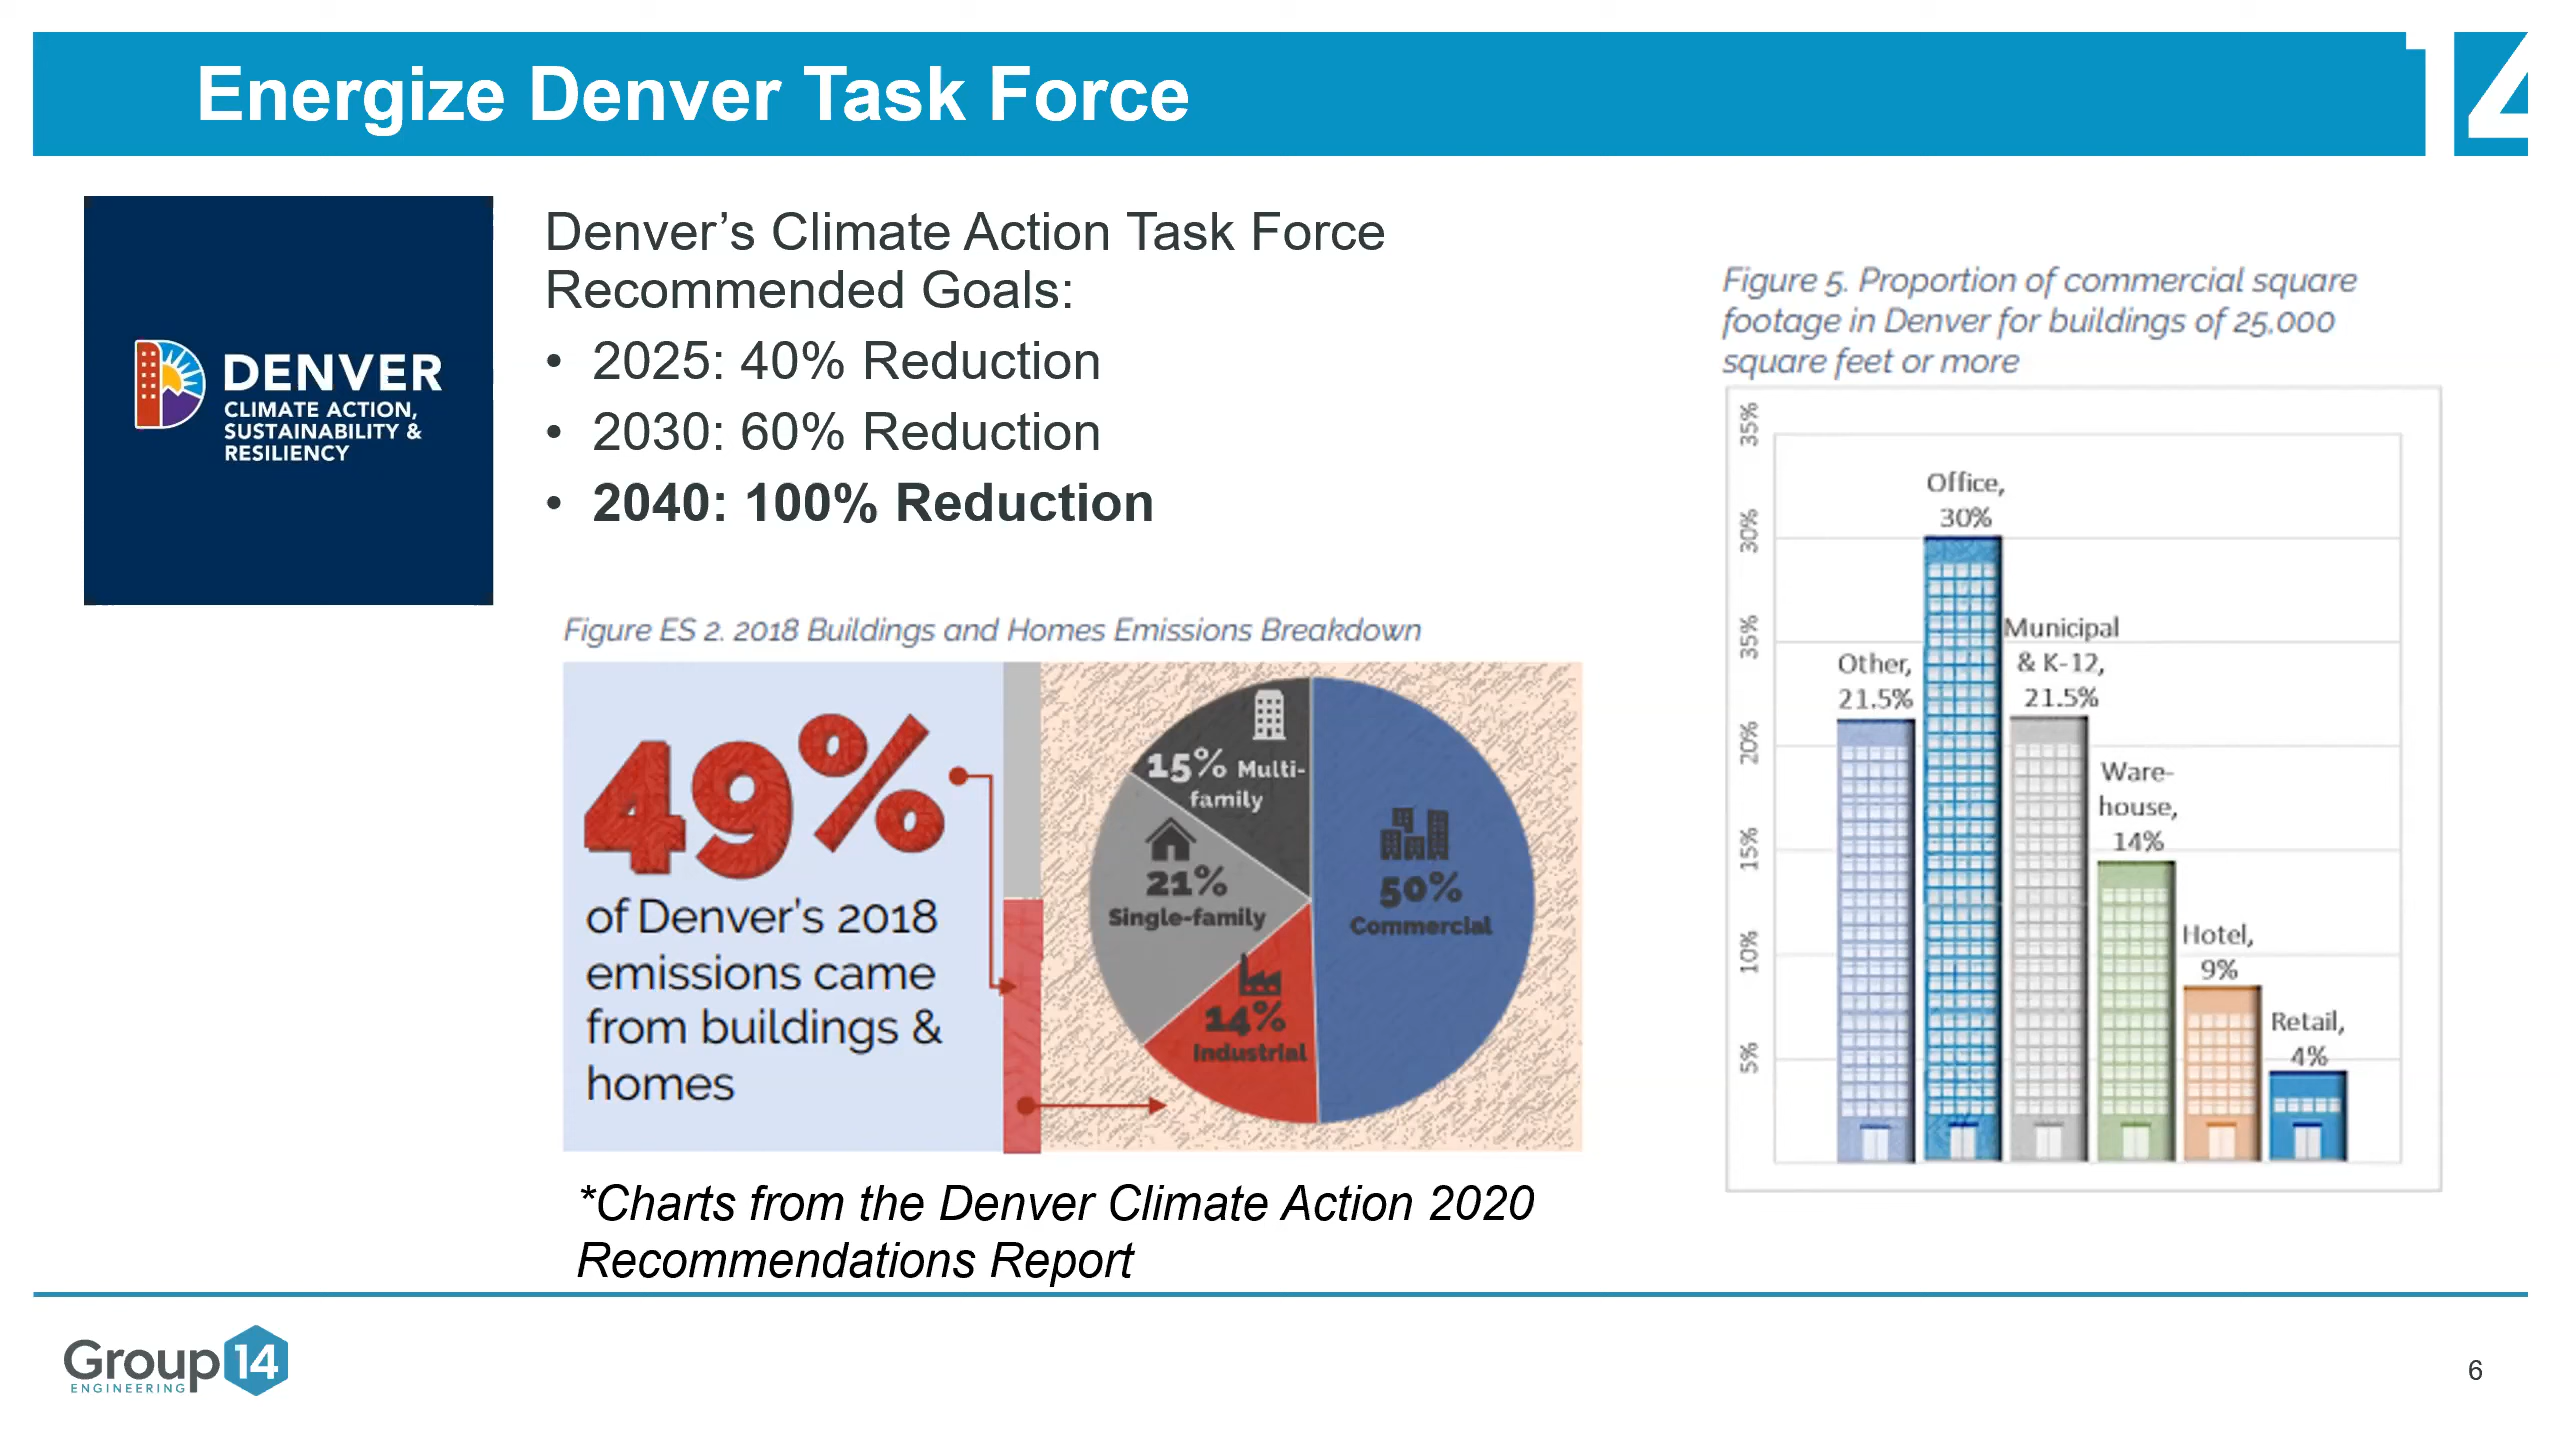 Energize Denver Task Force
14
DENVER
CLIMATE ACTION,
SUSTAINABILITY &
RESILIENCY
Denver’s Climate Action Task Force
Recommended Goals:
• 2025: 40% Reduction
• 2030: 60% Reduction
• 2040: 100% Reduction
Figure ES 2. 2018 Buildings and Homes Emissions Breakdown
49%
of Denver’s 2018
emissions came
from buildings &
homes
15% Multi-
family
21%
Single-family
14%
Industrial
50%
Commercial
*Charts from the Denver Climate Action 2020
Recommendations Report
Figure 5. Proportion of commercial square
footage in Denver for buildings of 25,000
square feet or more
35%
30%
35%
20%
15%
10%
5%
Other,
21.5%
Office,
30%
Municipal
& K-12,
21.5%
Ware-
house,
14%
Hotel,
9%
Retail,
4%
Group14
ENGINEERING
6